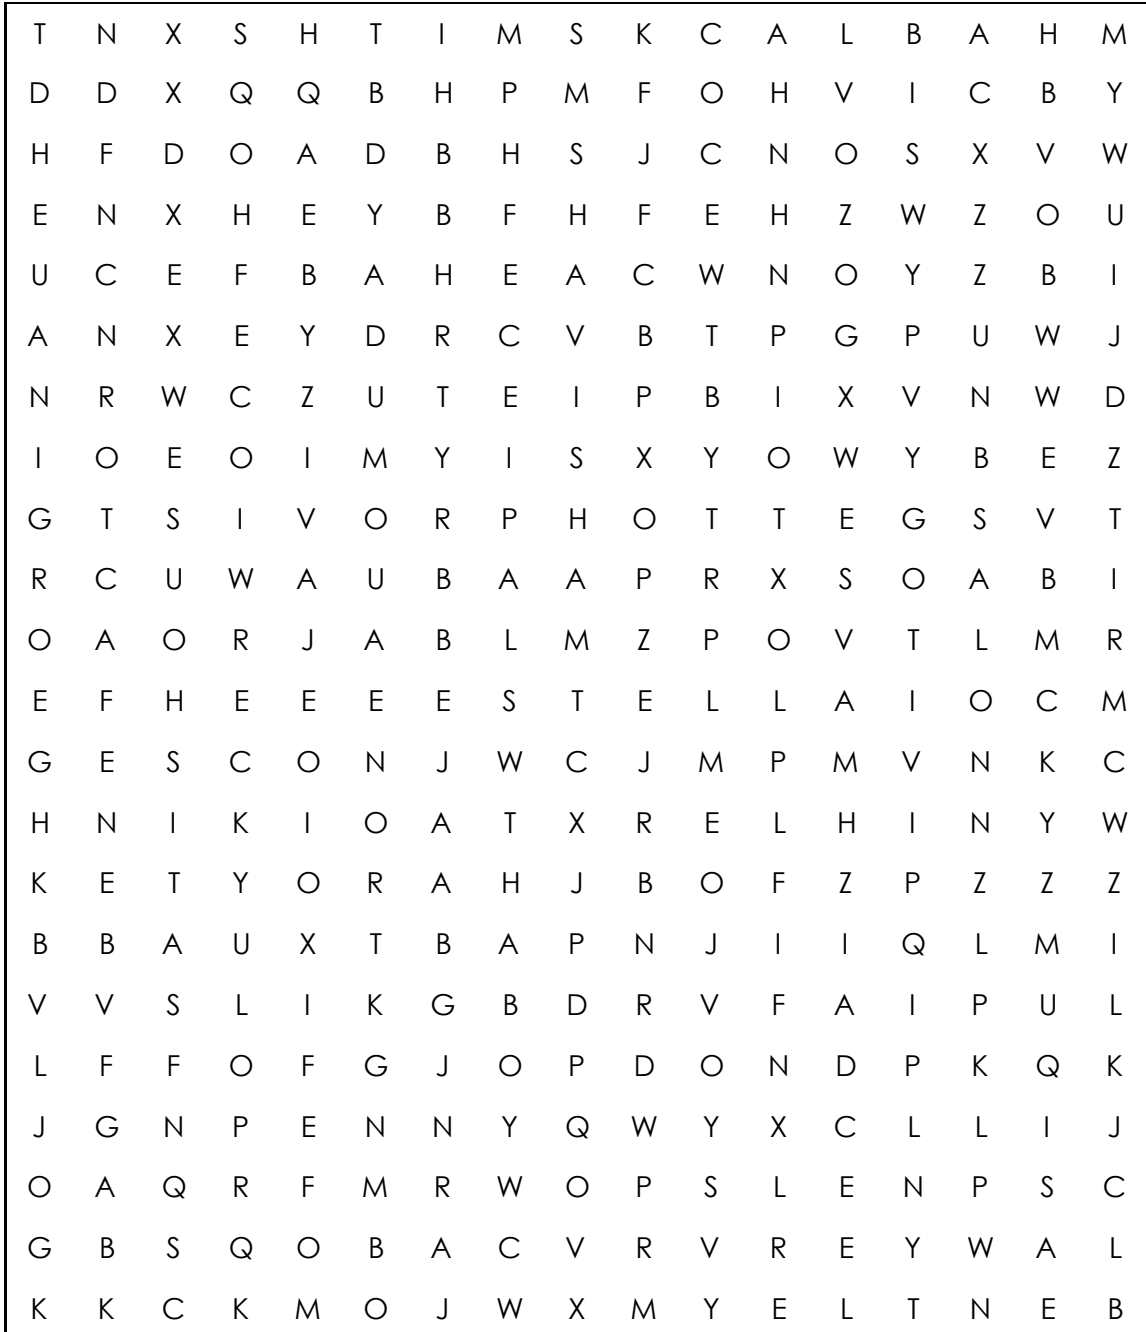 T N X S H T I M S K C A L B A H M
D D X Q Q B H P M F O H V I C B Y
H F D O A D B H S J C N O S X V W
E N X H E Y B F H F E H Z W Z O U
U C E F B A H E A C W N O Y Z B I
A N X E Y D R C V B T P G P U W J
N R W C Z U T E I P B I X V N W D
I O E O I M Y I S X Y O W Y B E Z
G T S I V O R P H O T T E G S V T
R C U W A U B A A P R X S O A B I
O A O R J A B L M Z P O V T L M R
E F H E E E E S T E L L A I O C M
G E S C O N J W C J M P M V N K C
H N I K I O A T X R E L H I N Y W
K E T Y O R A H J B O F Z P Z Z Z
B B A U X T B A P N J I I Q L M I
V V S L I K G B D R V F A I P U L
L F F O F G J O P D O N D P K Q K
J G N P E N N Y Q W Y X C L L I J
O A Q R F M R W O P S L E N P S C
G B S Q O B A C V R V R E Y W A L
K K C K M O J W X M Y E L T N E B